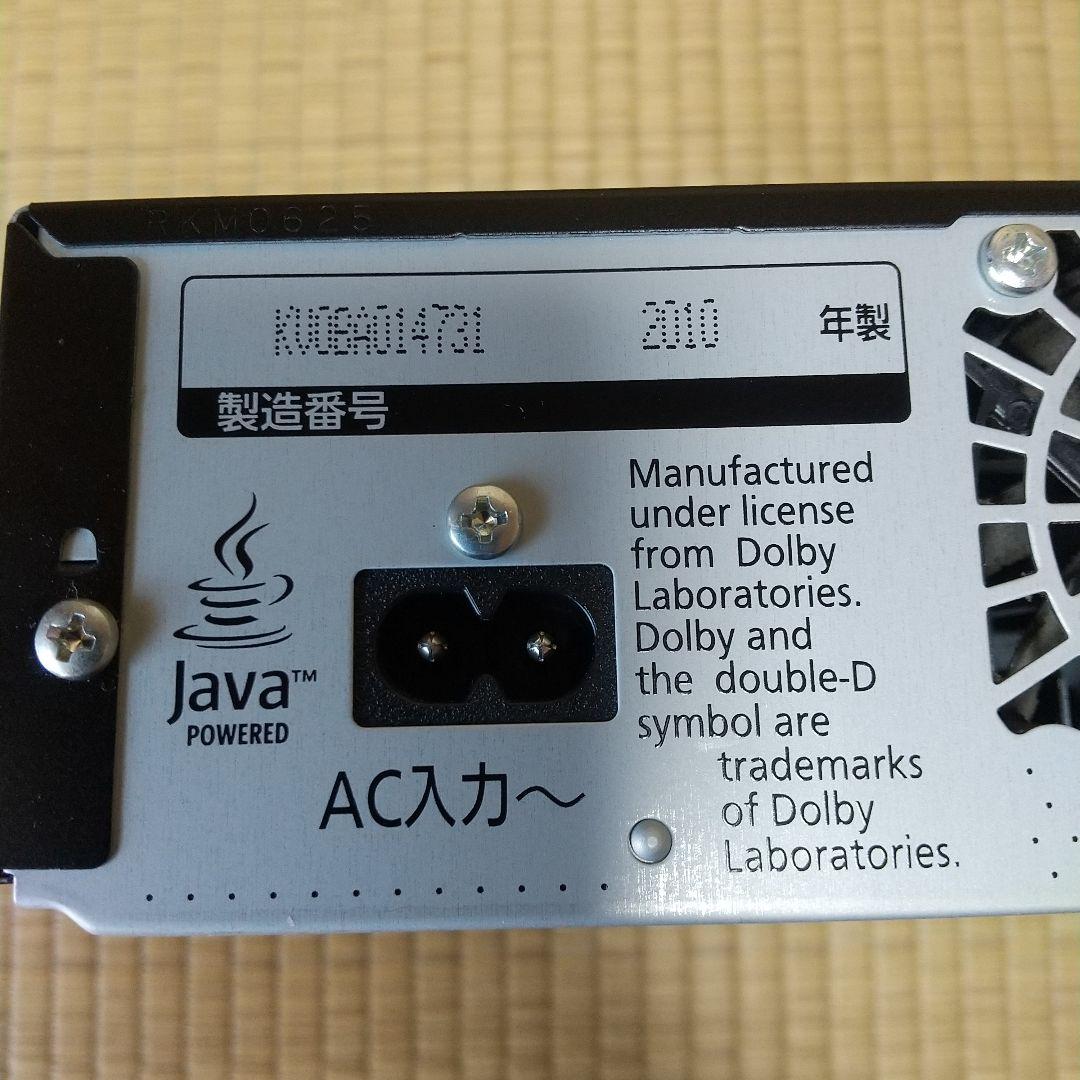 RKM0625
KV0BA014731 2010 年製
製造番号
Manufactured
under license
from Dolby
Laboratories.
Dolby and
the double-D
symbol are
trademarks
of Dolby
Laboratories.
Java™
POWERED
AC入力～